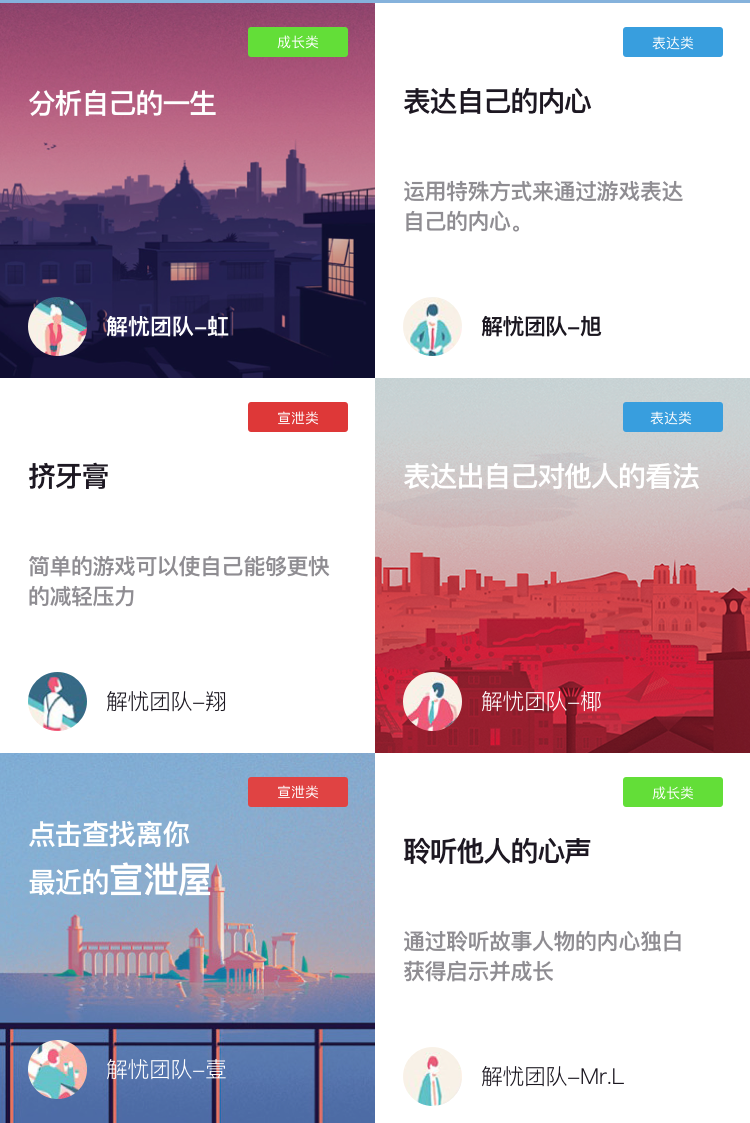 成长类
分析自己的一生
解忧团队–虹
表达类
表达自己的内心
运用特殊方式来通过游戏表达
自己的内心。
解忧团队–旭
宣泄类
挤牙膏
简单的游戏可以使自己能够更快
的减轻压力
解忧团队–翔
表达类
表达出自己对他人的看法
解忧团队–椰
宣泄类
点击查找离你
最近的宣泄屋
解忧团队–壹
成长类
聆听他人的心声
通过聆听故事人物的内心独白
获得启示并成长
解忧团队–Mr.L